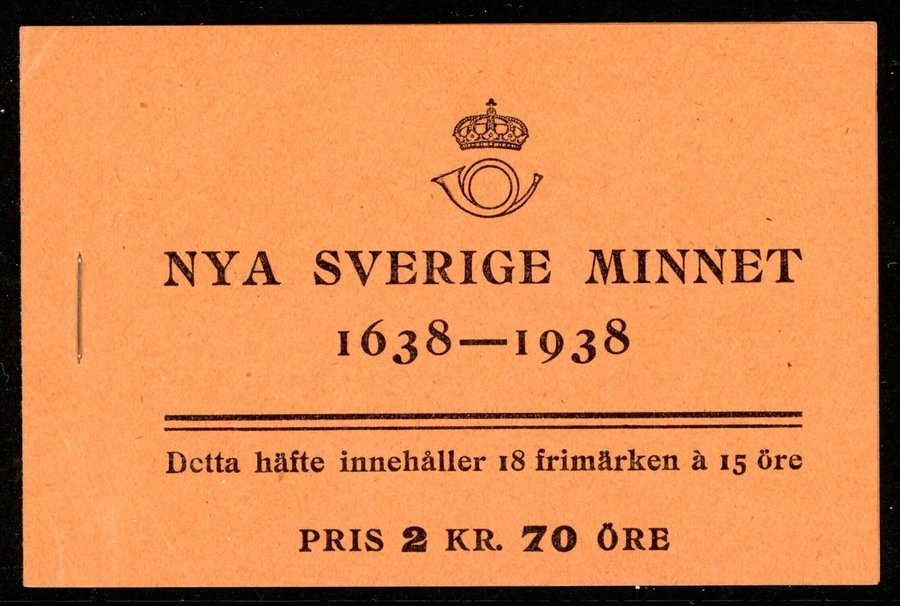 NYA SVERIGE MINNET
1638—1938
Detta häfte innehåller 18 frimärken à 15 öre
PRIS 2 KR. 70 ÖRE